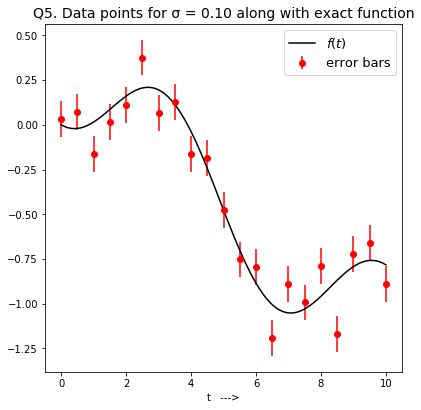 Q5. Data points for σ = 0.10 along with exact function
f(t)
error bars
0.50
0.25
0.00
−0.25
−0.50
−0.75
−1.00
−1.25
0 2 4 6 8 10
t --->